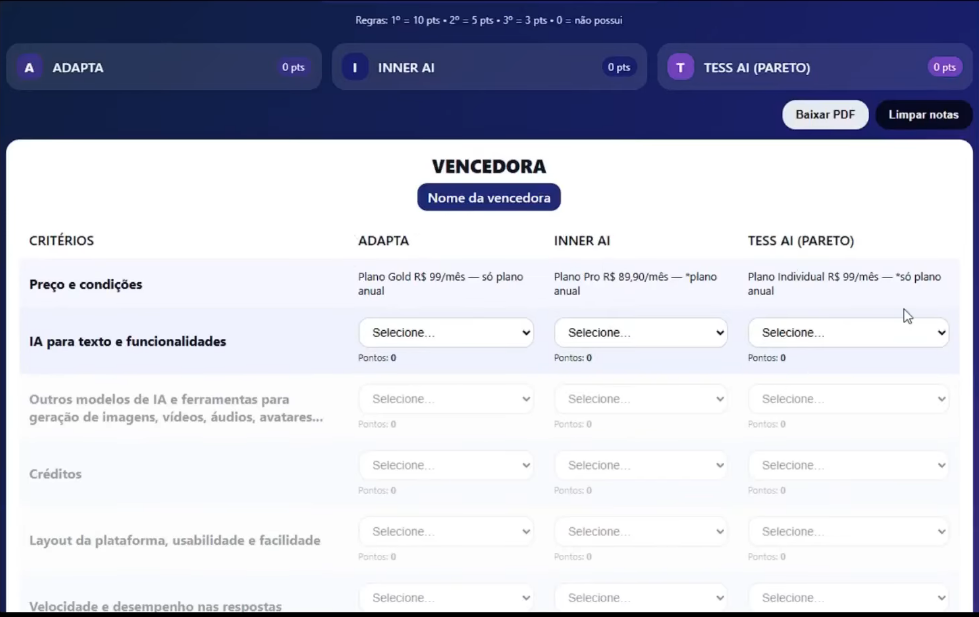 Regras: 1º = 10 pts • 2º = 5 pts • 3º = 3 pts • 0 = não possui
A ADAPTA 0 pts
I INNER AI 0 pts
T TESS AI (PARETO) 0 pts
Baixar PDF Limpar notas
VENCEDORA
Nome da vencedora
CRITÉRIOS ADAPTA INNER AI TESS AI (PARETO)
Preço e condições
Plano Gold R$ 99/mês — só plano
anual
Plano Pro R$ 89,90/mês — *plano
anual
Plano Individual R$ 99/mês — *só plano
anual
IA para texto e funcionalidades
Selecione... Selecione... Selecione...
Pontos: 0 Pontos: 0 Pontos: 0
Outros modelos de IA e ferramentas para
geração de imagens, vídeos, áudios, avatares...
Selecione... Selecione... Selecione...
Pontos: 0 Pontos: 0 Pontos: 0
Créditos
Selecione... Selecione... Selecione...
Pontos: 0 Pontos: 0 Pontos: 0
Layout da plataforma, usabilidade e facilidade
Selecione... Selecione... Selecione...
Pontos: 0 Pontos: 0 Pontos: 0
Velocidade e desempenho nas respostas
Selecione... Selecione... Selecione...